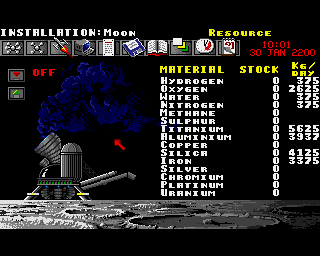 INSTALLATION:Moon Resource
10:01
30 JAN 2200
OFF
MATERIAL STOCK KG/DAY
HYDROGEN 0 375
OXYGEN 0 2625
WATER 0 375
NITROGEN 0 375
METHANE 0
SULPHUR 0
TITANIUM 0 5625
ALUMINIUM 0 3937
COPPER 0
SILICA 0 4125
IRON 0 3375
SILVER 0
CHROMIUM 0
PLATINUM 0
URANIUM 0